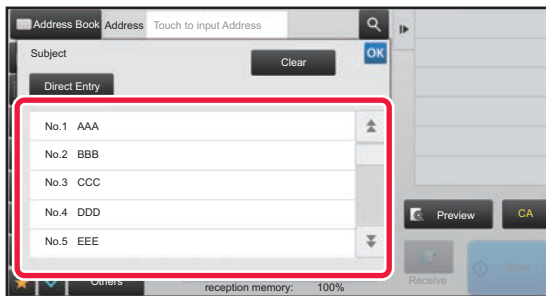 Address Book Address Touch to input Address
Subject
Clear
OK
Direct Entry
No.1 AAA
No.2 BBB
No.3 CCC
No.4 DDD
No.5 EEE
Preview CA
Others
reception memory: 100%
Receive
Start